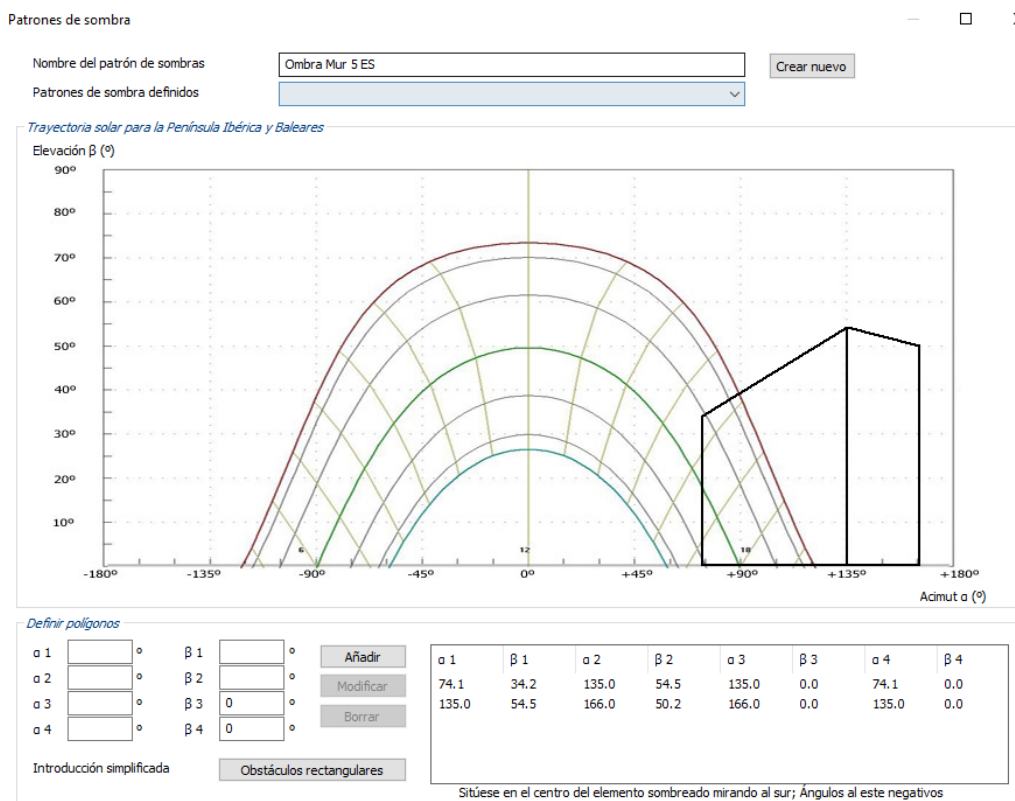 Patrones de sombra
Nombre del patrón de sombras Ombra Mur 5 ES Crear nuevo
Patrones de sombra definidos
Trayectoria solar para la Península Ibérica y Baleares
Elevación β (º)
90º
80º
70º
60º
50º
40º
30º
20º
10º
6 12 18
-180º -135º -90º -45º 0º +45º +90º +135º +180º
Acimut α (º)
Definir polígonos
α 1 º β 1 º Añadir
α 2 º β 2 º Modificar
α 3 º β 3 0 º Borrar
α 4 º β 4 0 º
α 1 β 1 α 2 β 2 α 3 β 3 α 4 β 4
74.1 34.2 135.0 54.5 135.0 0.0 74.1 0.0
135.0 54.5 166.0 50.2 166.0 0.0 135.0 0.0
Introducción simplificada Obstáculos rectangulares
Sitúese en el centro del elemento sombreado mirando al sur; Ángulos al este negativos